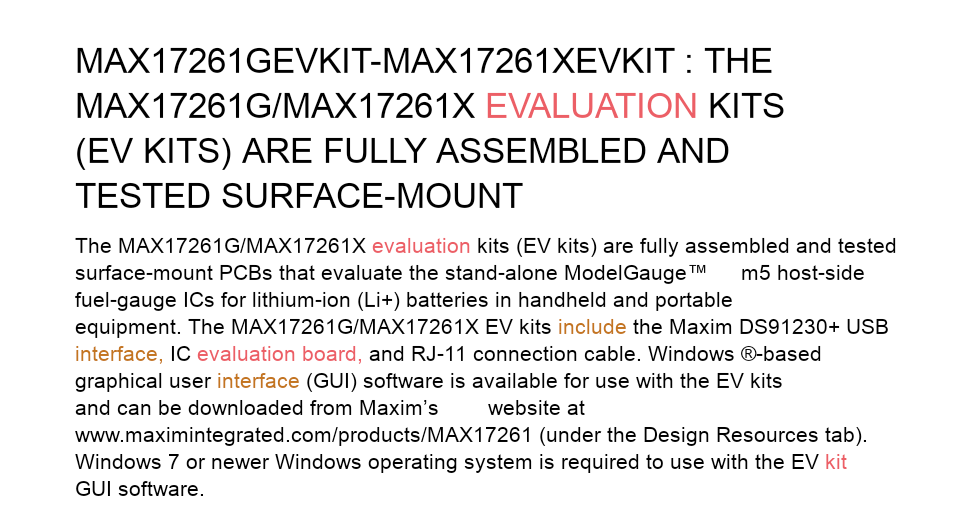 MAX17261GEVKIT-MAX17261XEVKIT : THE
MAX17261G/MAX17261X EVALUATION KITS
(EV KITS) ARE FULLY ASSEMBLED AND
TESTED SURFACE-MOUNT
The MAX17261G/MAX17261X evaluation kits (EV kits) are fully assembled and tested
surface-mount PCBs that evaluate the stand-alone ModelGauge™ m5 host-side
fuel-gauge ICs for lithium-ion (Li+) batteries in handheld and portable
equipment. The MAX17261G/MAX17261X EV kits include the Maxim DS91230+ USB
interface, IC evaluation board, and RJ-11 connection cable. Windows ®-based
graphical user interface (GUI) software is available for use with the EV kits
and can be downloaded from Maxim’s website at
www.maximintegrated.com/products/MAX17261 (under the Design Resources tab).
Windows 7 or newer Windows operating system is required to use with the EV kit
GUI software.